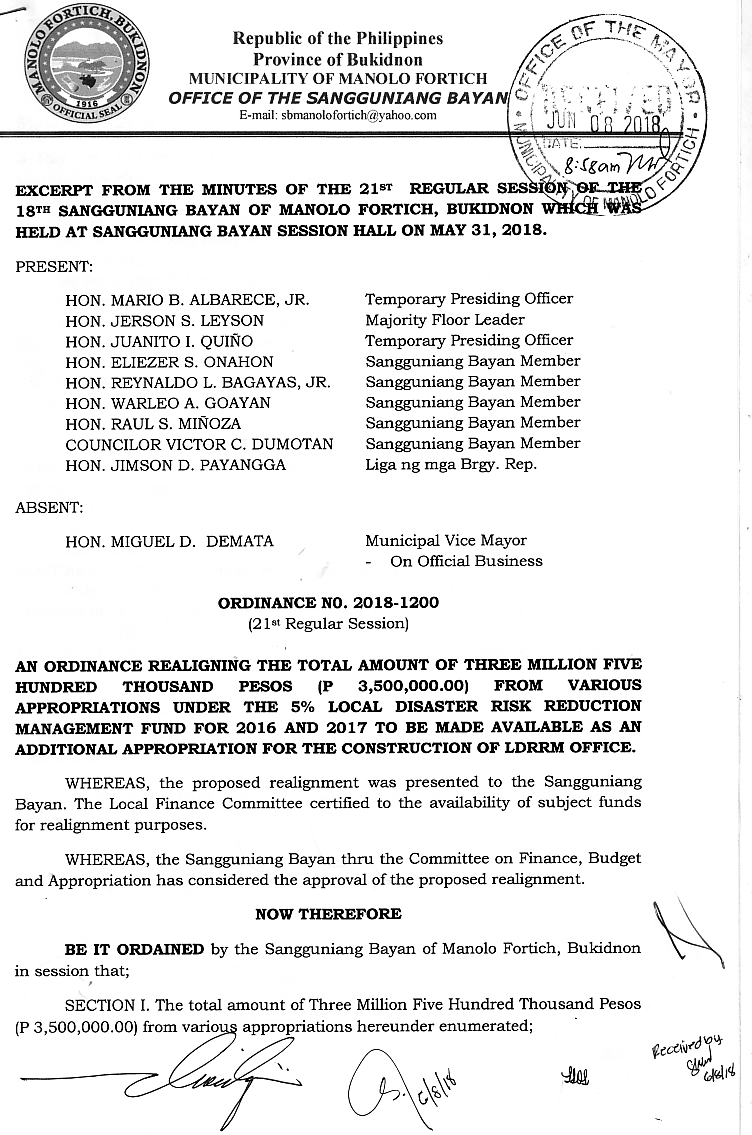 MANOLO FORTICH, BUKIDNON
1916
OFFICIAL SEAL
Republic of the Philippines
Province of Bukidnon
MUNICIPALITY OF MANOLO FORTICH
OFFICE OF THE SANGGUNIANG BAYAN
E-mail: sbmanolofortich@yahoo.com
OFFICE OF THE MAYOR
MUNICIPALITY OF MANOLO FORTICH
RECEIVED
JUN 08 2018
DATE:
8:58am
EXCERPT FROM THE MINUTES OF THE 21ST REGULAR SESSION OF THE
18TH SANGGUNIANG BAYAN OF MANOLO FORTICH, BUKIDNON WHICH WAS
HELD AT SANGGUNIANG BAYAN SESSION HALL ON MAY 31, 2018.
PRESENT:
HON. MARIO B. ALBARECE, JR. Temporary Presiding Officer
HON. JERSON S. LEYSON Majority Floor Leader
HON. JUANITO I. QUIÑO Temporary Presiding Officer
HON. ELIEZER S. ONAHON Sangguniang Bayan Member
HON. REYNALDO L. BAGAYAS, JR. Sangguniang Bayan Member
HON. WARLEO A. GOAYAN Sangguniang Bayan Member
HON. RAUL S. MIÑOZA Sangguniang Bayan Member
COUNCILOR VICTOR C. DUMOTAN Sangguniang Bayan Member
HON. JIMSON D. PAYANGGA Liga ng mga Brgy. Rep.
ABSENT:
HON. MIGUEL D. DEMATA Municipal Vice Mayor
- On Official Business
ORDINANCE NO. 2018-1200
(21st Regular Session)
AN ORDINANCE REALIGNING THE TOTAL AMOUNT OF THREE MILLION FIVE
HUNDRED THOUSAND PESOS (P 3,500,000.00) FROM VARIOUS
APPROPRIATIONS UNDER THE 5% LOCAL DISASTER RISK REDUCTION
MANAGEMENT FUND FOR 2016 AND 2017 TO BE MADE AVAILABLE AS AN
ADDITIONAL APPROPRIATION FOR THE CONSTRUCTION OF LDRRM OFFICE.
WHEREAS, the proposed realignment was presented to the Sangguniang
Bayan. The Local Finance Committee certified to the availability of subject funds
for realignment purposes.
WHEREAS, the Sangguniang Bayan thru the Committee on Finance, Budget
and Appropriation has considered the approval of the proposed realignment.
NOW THEREFORE
BE IT ORDAINED by the Sangguniang Bayan of Manolo Fortich, Bukidnon
in session that;
SECTION I. The total amount of Three Million Five Hundred Thousand Pesos
(P 3,500,000.00) from various appropriations hereunder enumerated;
6/8/18
Received by
6/8/18